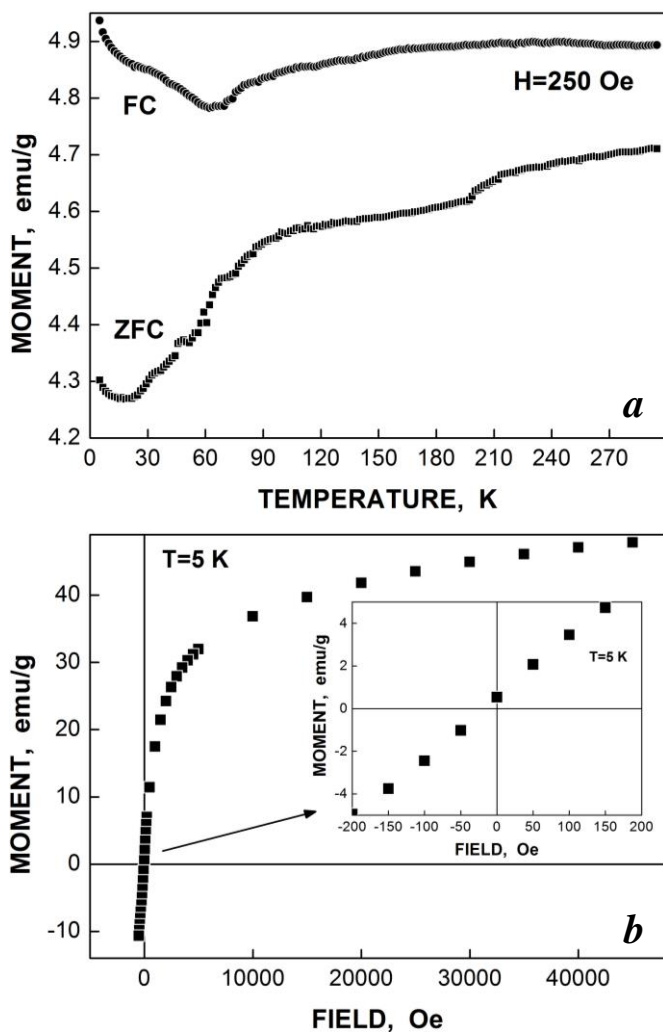 4.9
4.8
4.7
4.6
4.5
4.4
4.3
4.2
MOMENT, emu/g
FC
H=250 Oe
ZFC
a
0 30 60 90 120 150 180 210 240 270
TEMPERATURE, K
T=5 K
40
30
20
10
0
-10
MOMENT, emu/g
4
2
0
-2
-4
MOMENT, emu/g
T=5 K
-200 -150 -100 -50 0 50 100 150 200
FIELD, Oe
b
0 10000 20000 30000 40000
FIELD, Oe